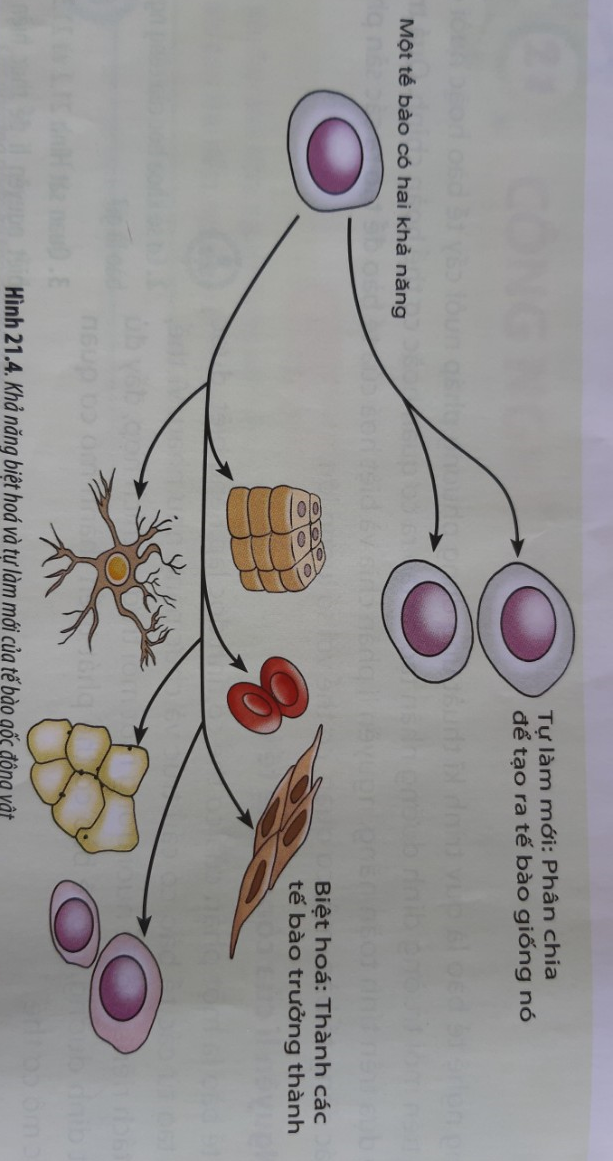 Tự làm mới: Phân chia
để tạo ra tế bào giống nó
Một tế bào có hai khả năng
Biệt hoá: Thành các
tế bào trưởng thành
Hình 21.4. Khả năng biệt hoá và tự làm mới của tế bào gốc động vật